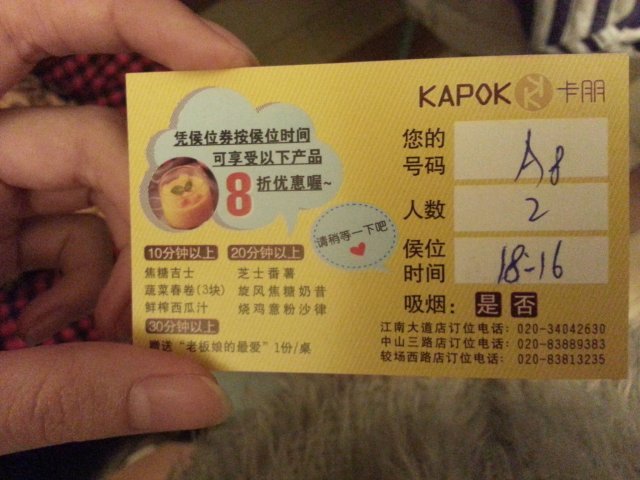 KAPOK 卡朋
凭侯位券按侯位时间
可享受以下产品
8折优惠喔~
请稍等一下吧
10分钟以上
焦糖吉士
蔬菜春卷(3块)
鲜榨西瓜汁
20分钟以上
芝士番薯
旋风焦糖奶昔
烧鸡意粉沙律
30分钟以上
赠送“老板娘的最爱”1份/桌
您的号码 A8
人数 2
侯位时间 18-16
吸烟: 是 否
江南大道店订位电话: 020-34042630
中山三路店订位电话: 020-83889383
较场西路店订位电话: 020-83813235